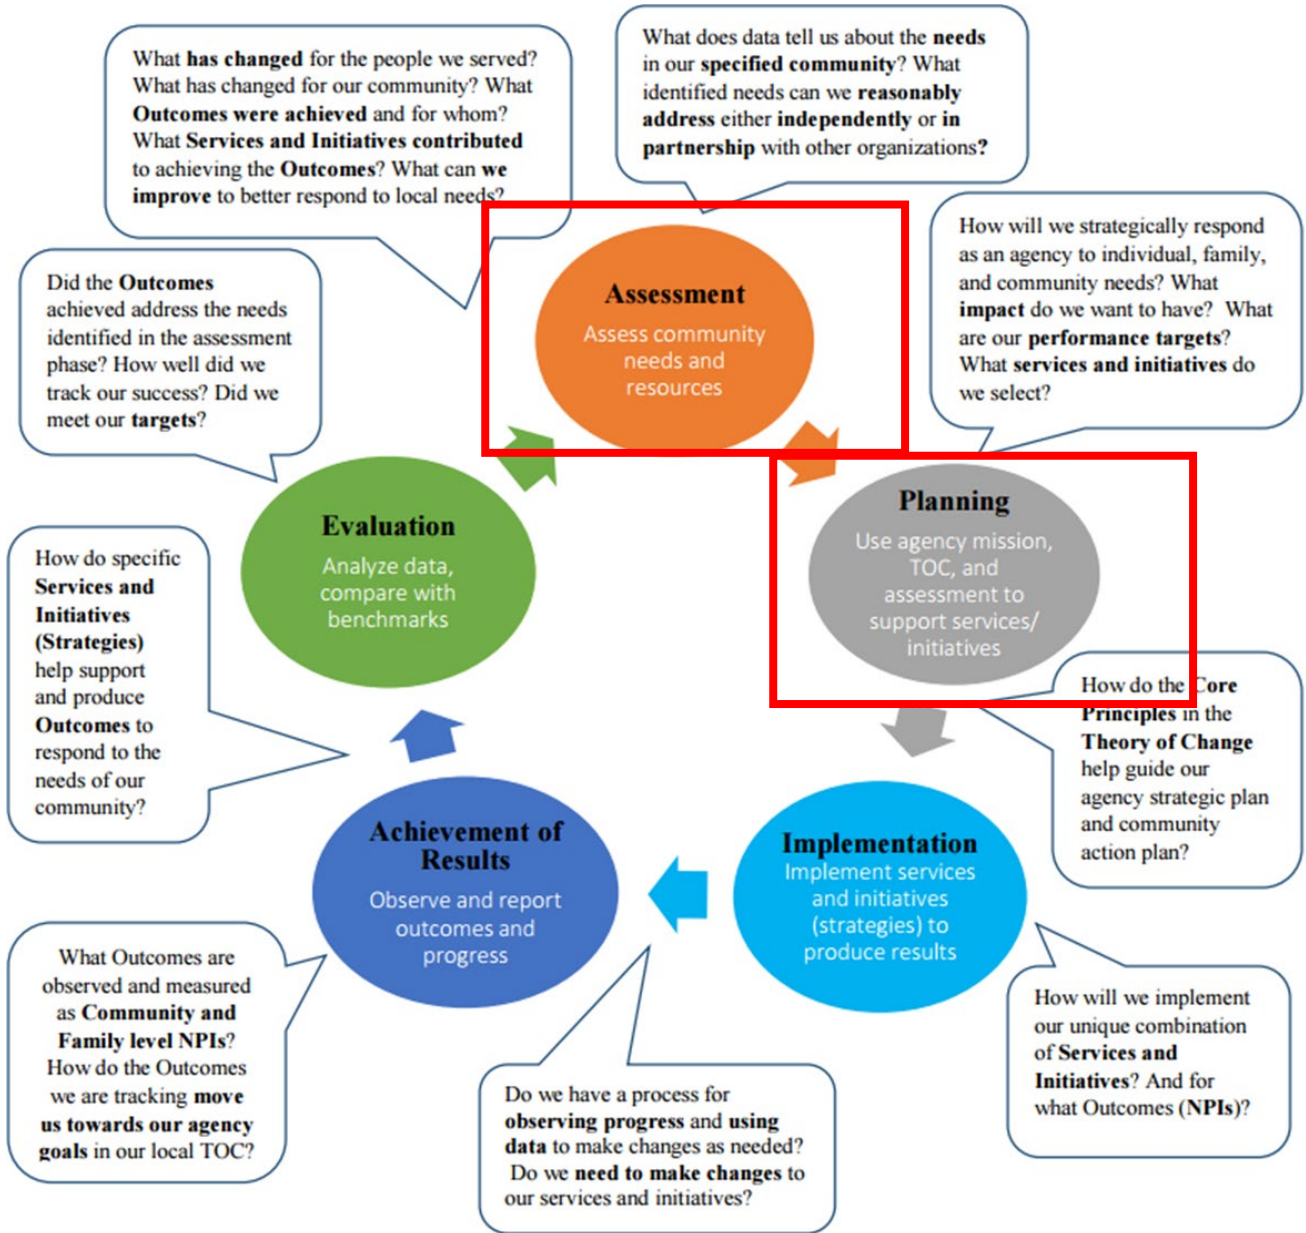 What has changed for the people we served?
What has changed for our community? What
Outcomes were achieved and for whom?
What Services and Initiatives contributed
to achieving the Outcomes? What can we
improve to better respond to local needs?
What does data tell us about the needs
in our specified community? What
identified needs can we reasonably
address either independently or in
partnership with other organizations?
How will we strategically respond
as an agency to individual, family,
and community needs? What
impact do we want to have? What
are our performance targets?
What services and initiatives do
we select?
Did the Outcomes
achieved address the needs
identified in the assessment
phase? How well did we
track our success? Did we
meet our targets?
Assessment
Assess community
needs and
resources
Planning
Use agency mission,
TOC, and
assessment to
support services/
initiatives
Evaluation
Analyze data,
compare with
benchmarks
How do specific
Services and
Initiatives
(Strategies)
help support
and produce
Outcomes to
respond to the
needs of our
community?
How do the Core
Principles in the
Theory of Change
help guide our
agency strategic plan
and community
action plan?
Achievement of
Results
Observe and report
outcomes and
progress
Implementation
Implement services
and initiatives
(strategies) to
produce results
What Outcomes are
observed and measured
as Community and
Family level NPIs?
How do the Outcomes
we are tracking move
us towards our agency
goals in our local TOC?
Do we have a process for
observing progress and using
data to make changes as needed?
Do we need to make changes to
our services and initiatives?
How will we implement
our unique combination
of Services and
Initiatives? And for
what Outcomes (NPIs)?